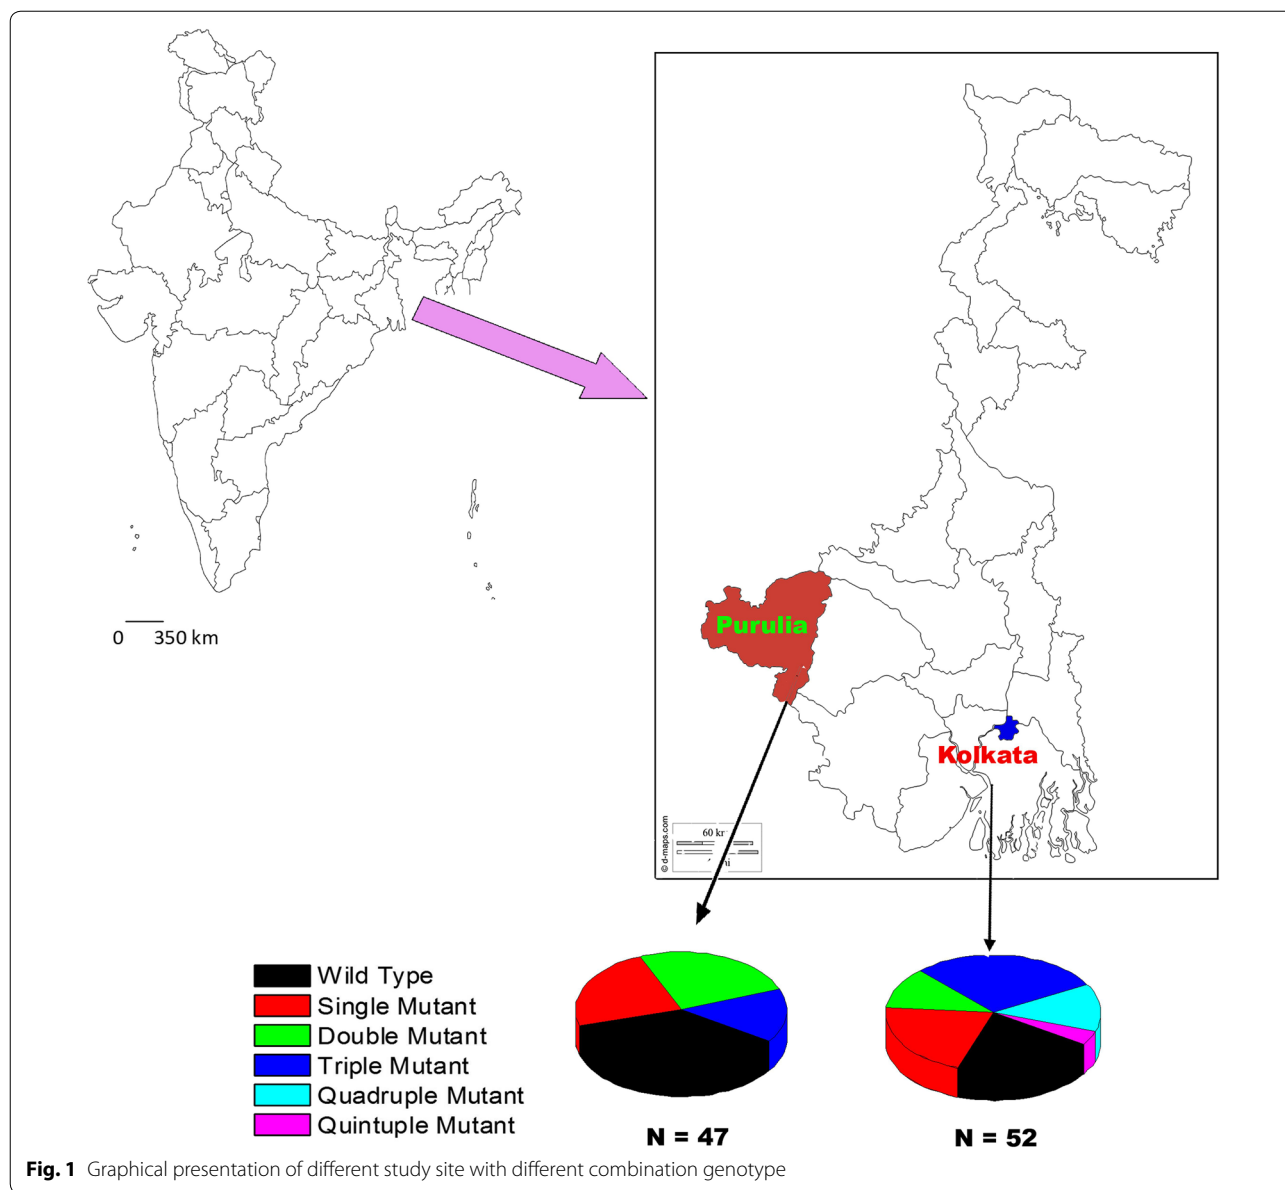 0 350 km
Purulia
Kolkata
© d-maps.com
60
Wild Type
Single Mutant
Double Mutant
Triple Mutant
Quadruple Mutant
Quintuple Mutant
N = 47
N = 52
Fig. 1 Graphical presentation of different study site with different combination genotype